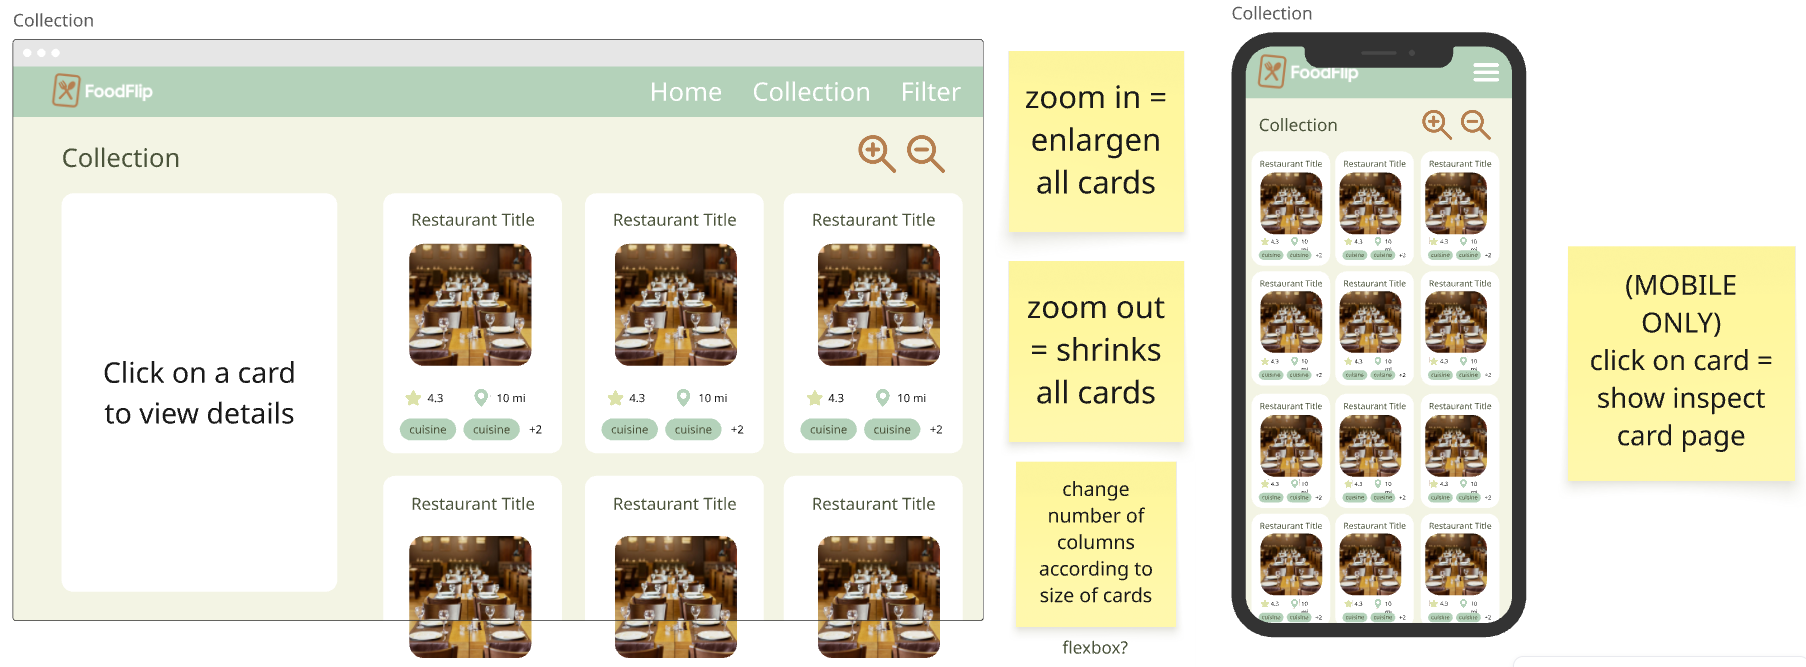 Collection
FoodFlip
Home Collection Filter
Collection
Click on a card
to view details
Restaurant Title Restaurant Title Restaurant Title
4.3 10 mi 4.3 10 mi 4.3 10 mi
cuisine cuisine +2 cuisine cuisine +2 cuisine cuisine +2
Restaurant Title Restaurant Title Restaurant Title
zoom in =
enlargen
all cards
zoom out
= shrinks
all cards
change
number of
columns
according to
size of cards
flexbox?
Collection
FoodFlip
Collection
Restaurant Title Restaurant Title Restaurant Title
4.3 10 mi 4.3 10 mi 4.3 10 mi
cuisine cuisine +2 cuisine cuisine +2 cuisine cuisine +2
Restaurant Title Restaurant Title Restaurant Title
4.3 10 mi 4.3 10 mi 4.3 10 mi
cuisine cuisine +2 cuisine cuisine +2 cuisine cuisine +2
Restaurant Title Restaurant Title Restaurant Title
4.3 10 mi 4.3 10 mi 4.3 10 mi
cuisine cuisine +2 cuisine cuisine +2 cuisine cuisine +2
Restaurant Title Restaurant Title Restaurant Title
4.3 10 mi 4.3 10 mi 4.3 10 mi
cuisine cuisine +2 cuisine cuisine +2 cuisine cuisine +2
(MOBILE
ONLY)
click on card =
show inspect
card page